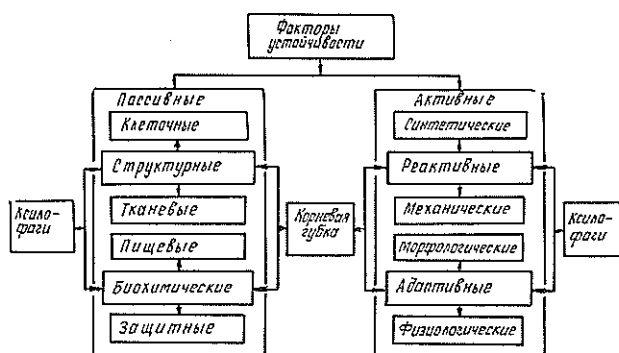 Факторы
устойчивости
Пассивные
Клеточные
Структурные
Тканевые
Пищевые
Биохимические
Защитные
Ксило-
фаги
Корневая
губка
Активные
Синтетические
Реактивные
Механические
Морфологические
Адаптивные
Физиологические
Ксило-
фаги